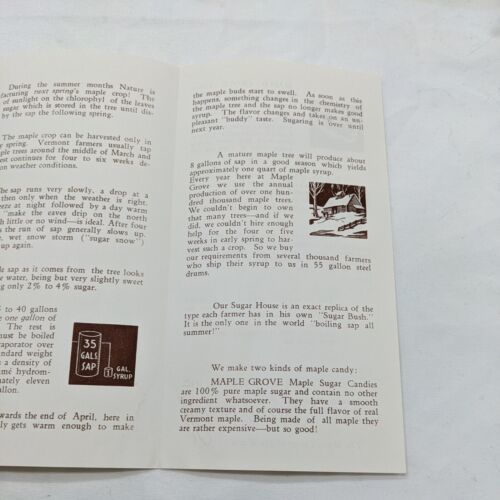 During the summer months Nature is
facturing next spring's maple crop! The
of sunlight on the chlorophyl of the leaves
sugar which is stored in the tree until dis-
by the sap the following spring.
The maple crop can be harvested only in
spring. Vermont farmers usually tap
ple trees around the middle of March and
est continues for four to six weeks de-
on weather conditions.
he sap runs very slowly, a drop at a
then only when the weather is right.
eeze at night followed by a day warm
"make the eaves drip on the north
h little or no wind—is ideal. After four
s the run of sap generally slows up.
e, wet snow storm ("sugar snow")
up again.
le sap as it comes from the tree looks
e water, being but very slightly sweet
ng only 2% to 4% sugar.
to 40 gallons
e one gallon of
The rest is
must be boiled
aporator over
ndard weight
a density of
mé hydrom-
mately eleven
allon.
35
GALS
SAP
1 GAL.
SYRUP
wards the end of April, here in
ly gets warm enough to make
the maple buds start to swell. As soon as this
happens, something changes in the chemistry of
the maple tree and the sap no longer makes good
syrup. The flavor changes and takes on an un-
pleasant "buddy" taste. Sugaring is over until
next year.
A mature maple tree will produce about
8 gallons of sap in a good season which yields
approximately one quart of maple syrup.
Every year here at Maple
Grove we use the annual
production of over one hun-
dred thousand maple trees.
We couldn't begin to own
that many trees—and if we
did, we couldn't hire enough
help for the four or five
weeks in early spring to har-
vest such a crop. So we buy
our requirements from several thousand farmers
who ship their syrup to us in 55 gallon steel
drums.
Our Sugar House is an exact replica of the
type each farmer has in his own "Sugar Bush."
It is the only one in the world "boiling sap all
summer!"
We make two kinds of maple candy:
MAPLE GROVE Maple Sugar Candies
are 100% pure maple sugar and contain no other
ingredient whatsoever. They have a smooth
creamy texture and of course the full flavor of real
Vermont maple. Being made of all maple they
are rather expensive—but so good!